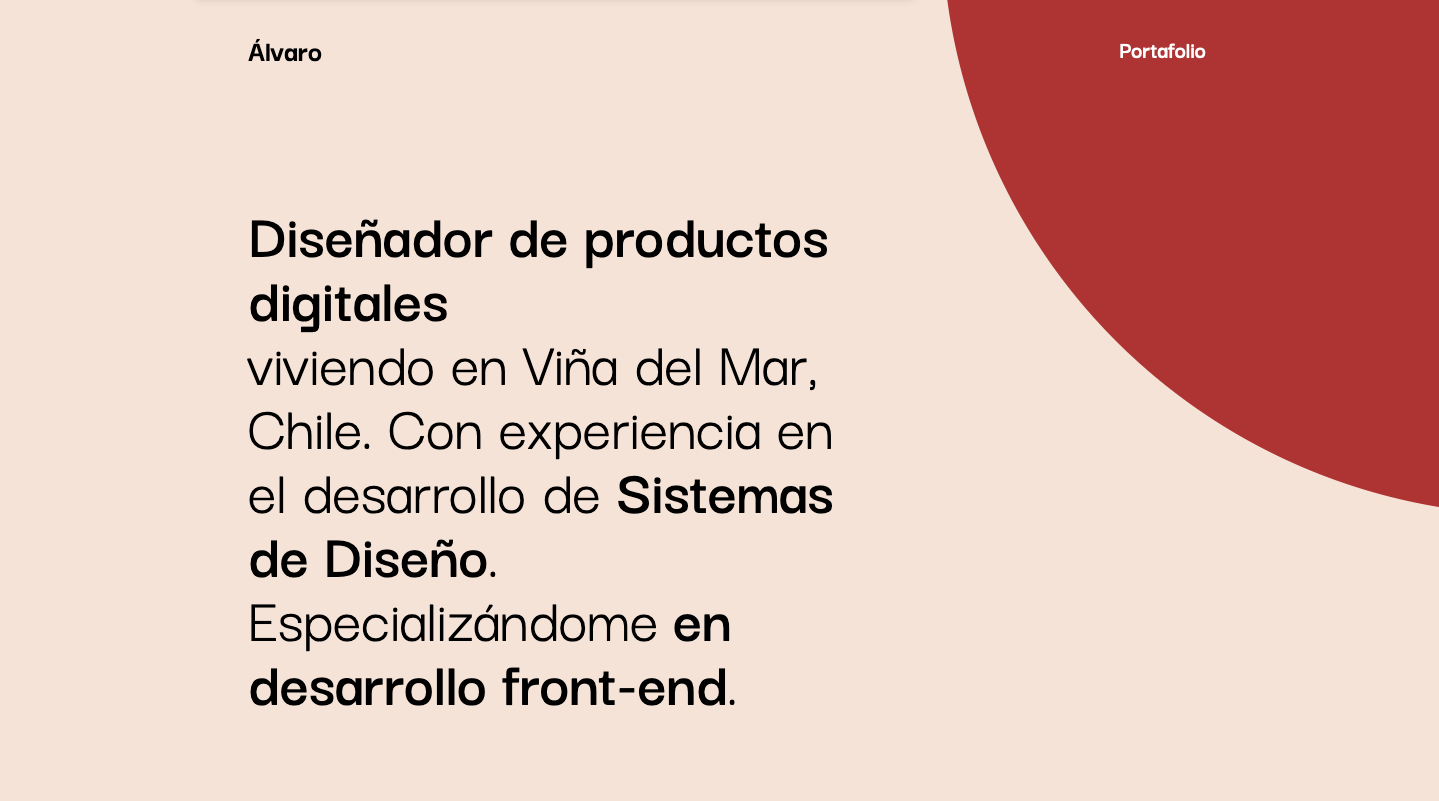 Álvaro
Portafolio
Diseñador de productos
digitales
viviendo en Viña del Mar,
Chile. Con experiencia en
el desarrollo de Sistemas
de Diseño.
Especializándome en
desarrollo front-end.